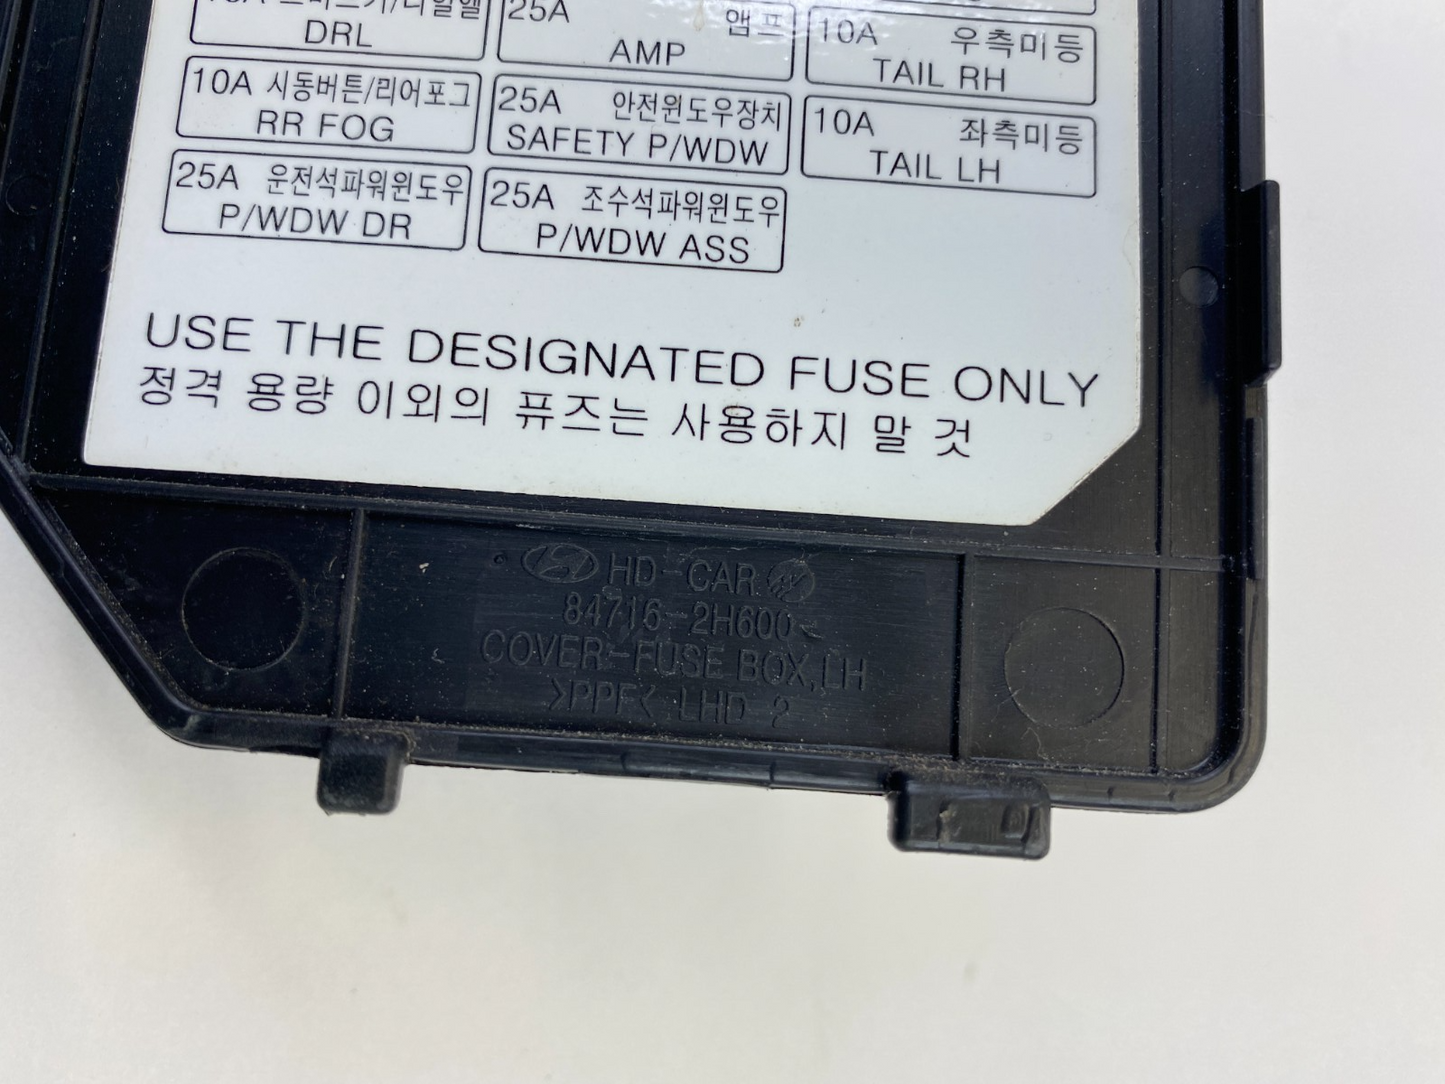 DRL
25A 앰프
AMP
10A 우측미등
TAIL RH
10A 시동버튼/리어포그
RR FOG
25A 안전윈도우장치
SAFETY P/WDW
10A 좌측미등
TAIL LH
25A 운전석파워윈도우
P/WDW DR
25A 조수석파워윈도우
P/WDW ASS
USE THE DESIGNATED FUSE ONLY
정격 용량 이외의 퓨즈는 사용하지 말 것
HD-CAR
84716-2H600
COVER-FUSE BOX,LH
>PPF< LHD 2